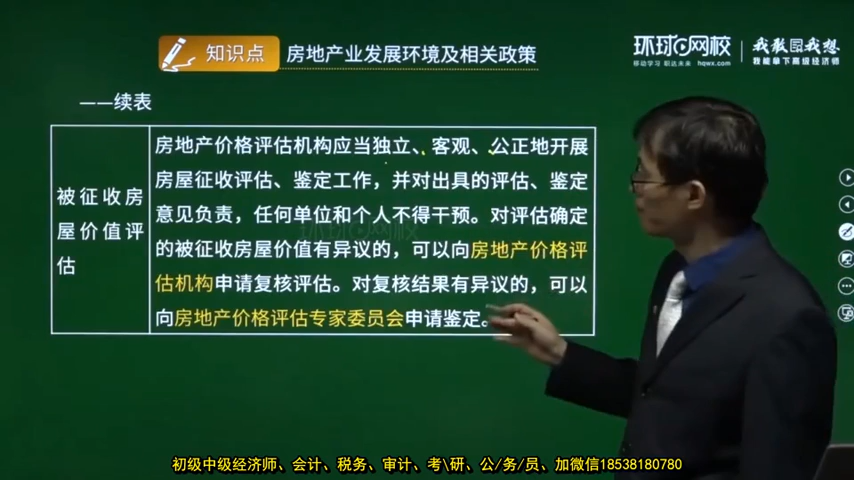 知识点
房地产业发展环境及相关政策
环球网校
移动学习 职达未来 hqwx.com
我敢国我想
我能拿下高级经济师
——续表
被征收房
屋价值评
估
房地产价格评估机构应当独立、客观、公正地开展
房屋征收评估、鉴定工作，并对出具的评估、鉴定
意见负责，任何单位和个人不得干预。对评估确定
的被征收房屋价值有异议的，可以向房地产价格评
估机构申请复核评估。对复核结果有异议的，可以
向房地产价格评估专家委员会申请鉴定。
环球网校
初级中级经济师、会计、税务、审计、考\研、公/务/员、加微信18538180780